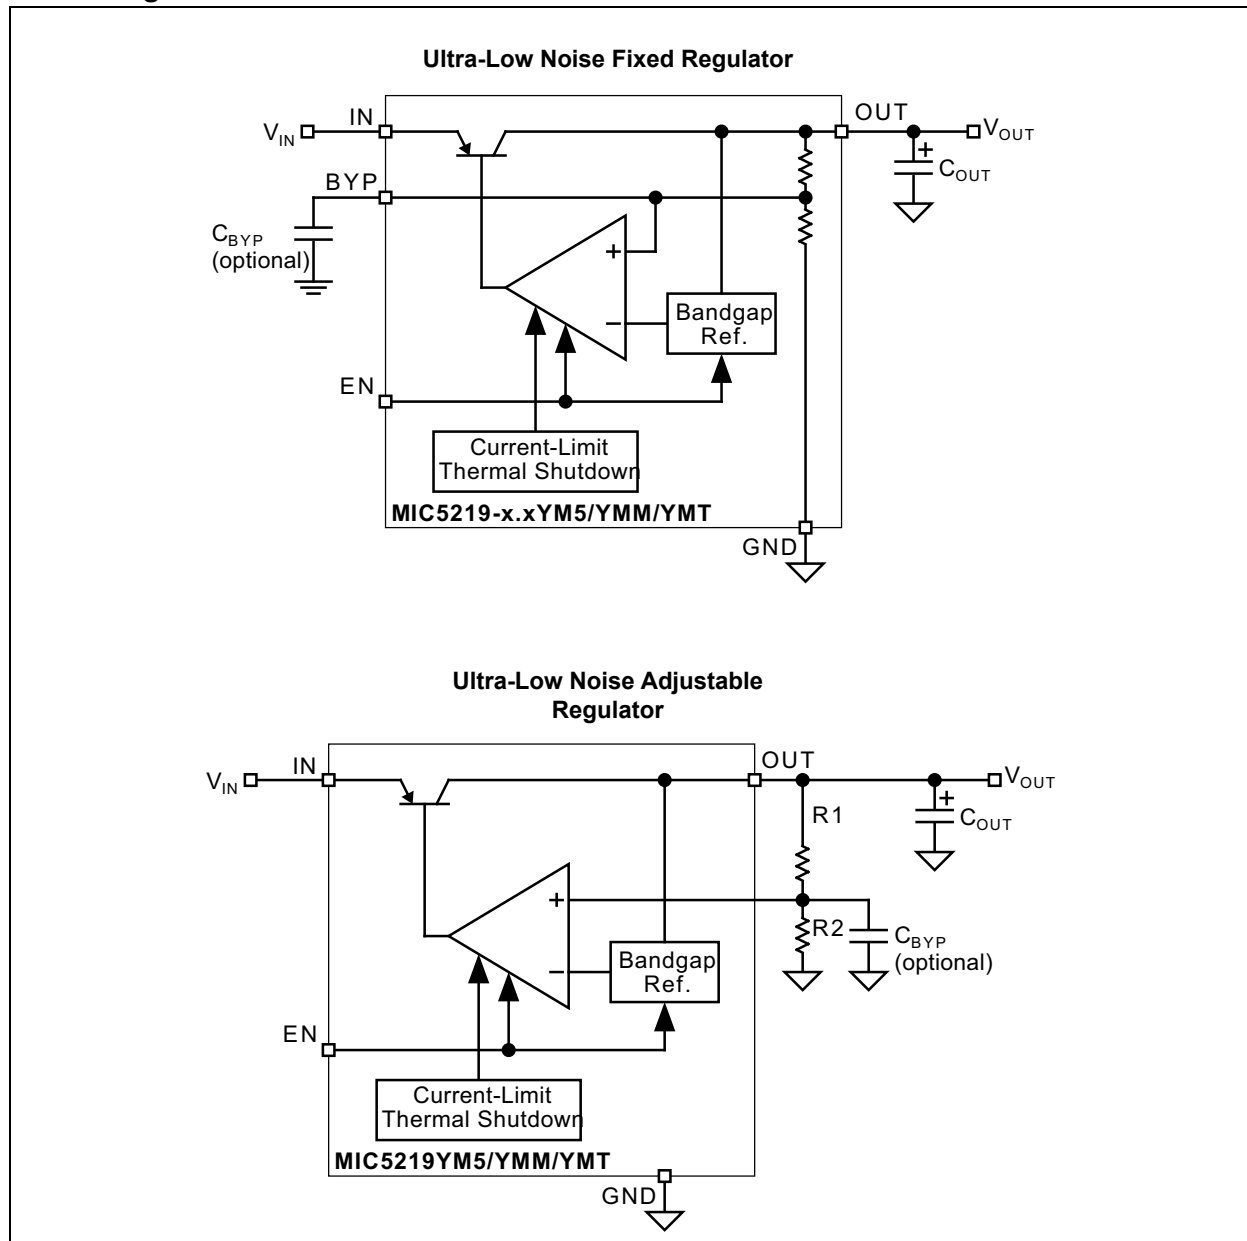 Ultra-Low Noise Fixed Regulator
IN
OUT
VIN
VOUT
+
COUT
BYP
CBYP
(optional)
+
–
Bandgap
Ref.
EN
Current-Limit
Thermal Shutdown
MIC5219-x.xYM5/YMM/YMT
GND
Ultra-Low Noise Adjustable
Regulator
IN
OUT
VIN
VOUT
R1
+
COUT
+
R2
CBYP
(optional)
–
Bandgap
Ref.
EN
Current-Limit
Thermal Shutdown
MIC5219YM5/YMM/YMT
GND